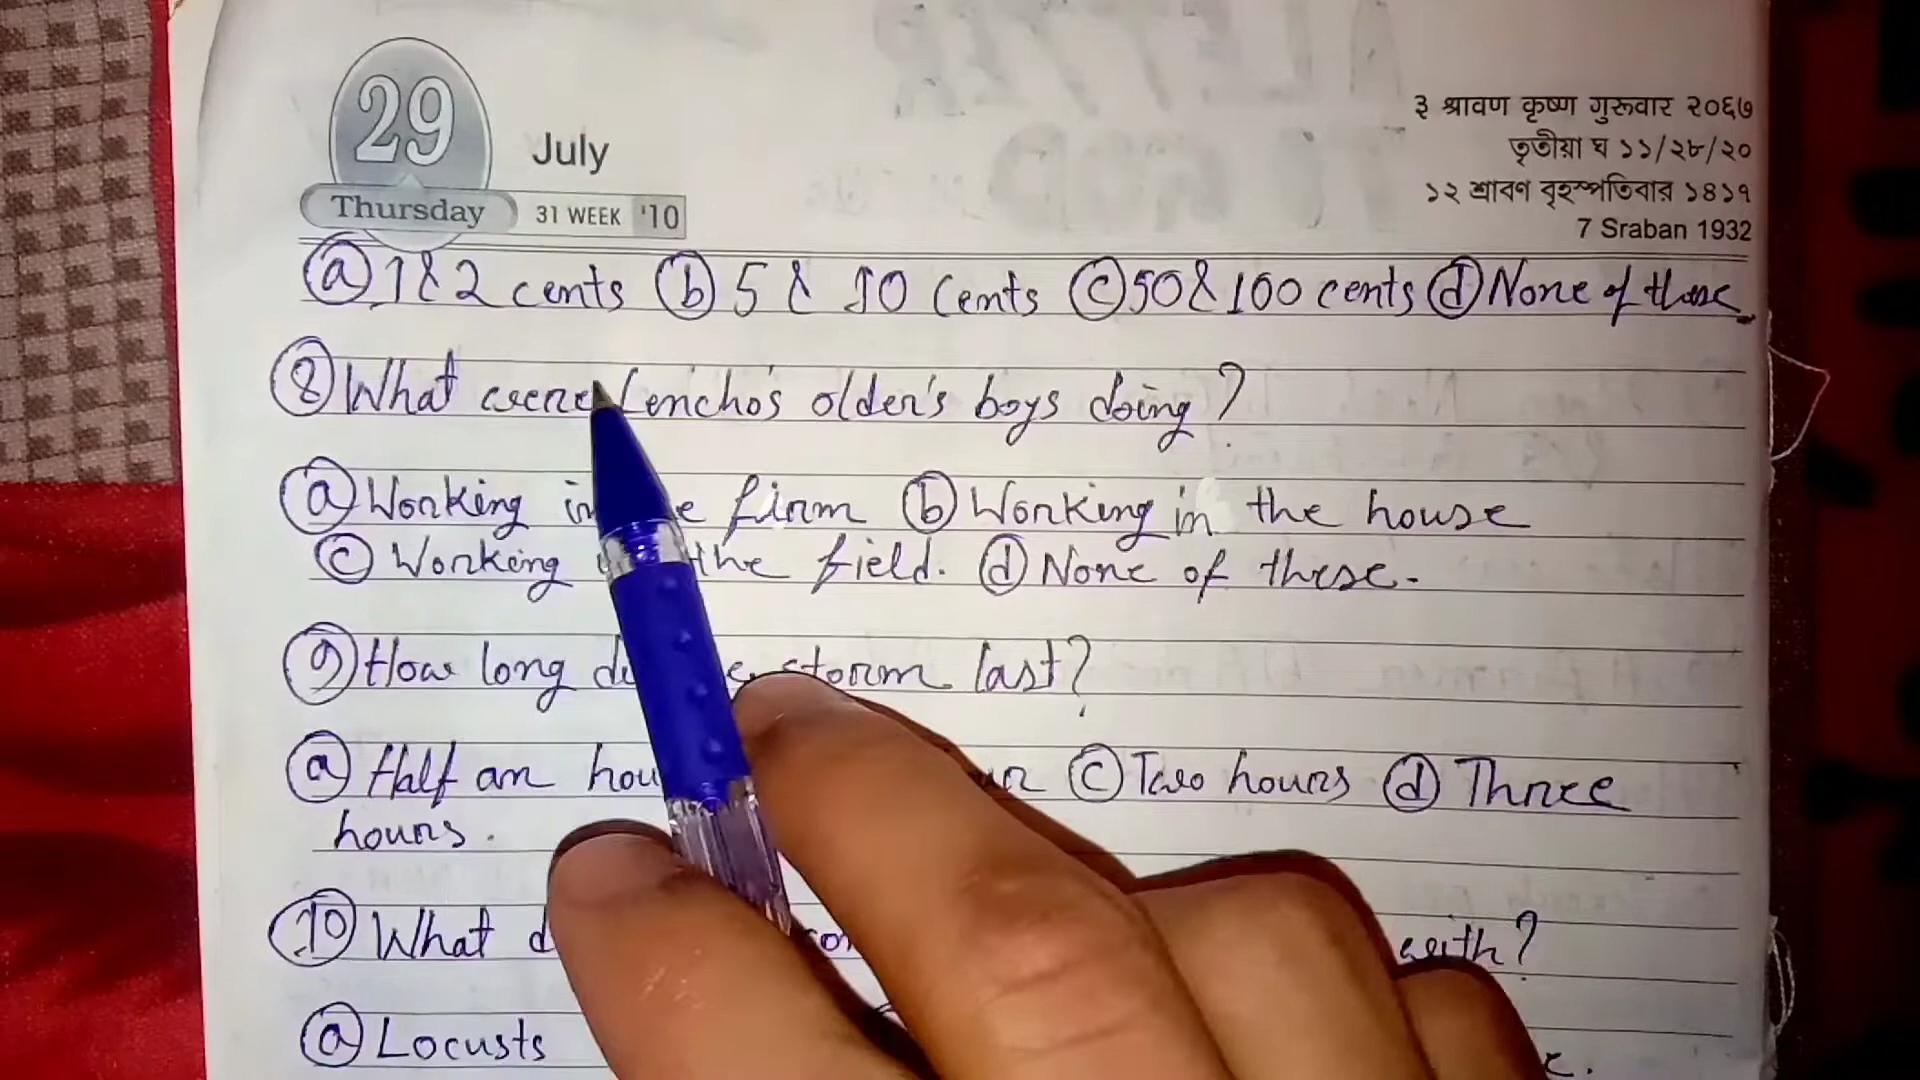 29
July
Thursday
31 WEEK '10
३ श्रावण कृष्ण गुरूवार २०६७
তৃতীয়া ঘ ১১/২৮/২০
১২ শ্রাবণ বৃহস্পতিবার ১৪১৭
7 Sraban 1932
(a) 1 & 2 cents (b) 5 & 10 cents (c) 50 & 100 cents (d) None of these
(8) What were Lencho's older's boys doing?
(a) Working firm (b) Working in the house
(c) Working the field. (d) None of these.
(9) How long storm last?
(a) Half an (c) Two hours (d) Three
hours.
(10) What with?
(a) Locusts